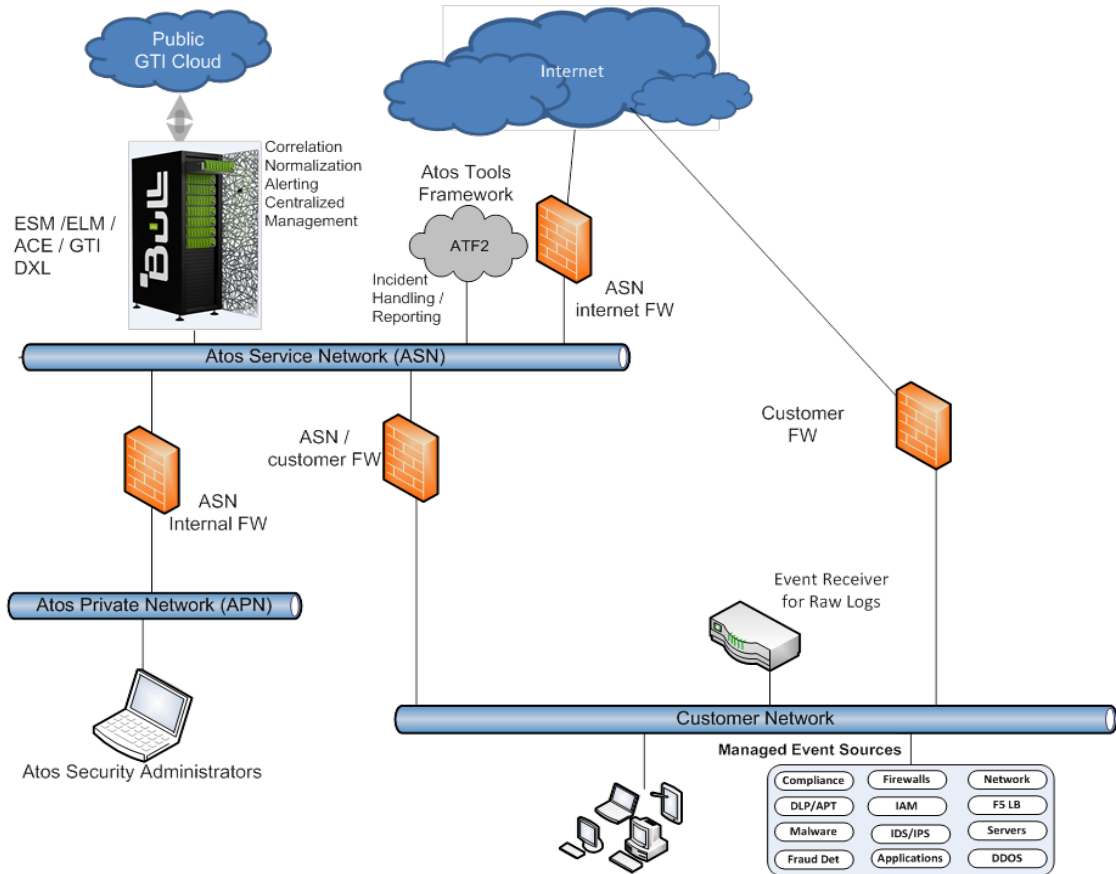 Public
GTI Cloud
Internet
Correlation
Normalization
Alerting
Centralized
Management
ESM /ELM /
ACE / GTI
DXL
Bull
Atos Tools
Framework
ATF2
Incident
Handling /
Reporting
ASN
internet FW
Atos Service Network (ASN)
ASN
Internal FW
ASN /
customer FW
Customer
FW
Atos Private Network (APN)
Atos Security Administrators
Event Receiver
for Raw Logs
Customer Network
Managed Event Sources
Compliance
Firewalls
Network
DLP/APT
IAM
F5 LB
Malware
IDS/IPS
Servers
Fraud Det
Applications
DDOS